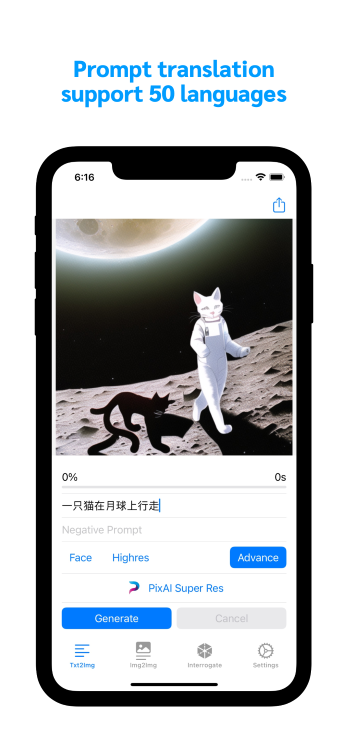 Prompt translation
support 50 languages
6:16
0%
0s
一只猫在月球上行走
Negative Prompt
Face
Highres
Advance
PixAI Super Res
Generate
Cancel
Txt2Img
Img2Img
Interrogate
Settings